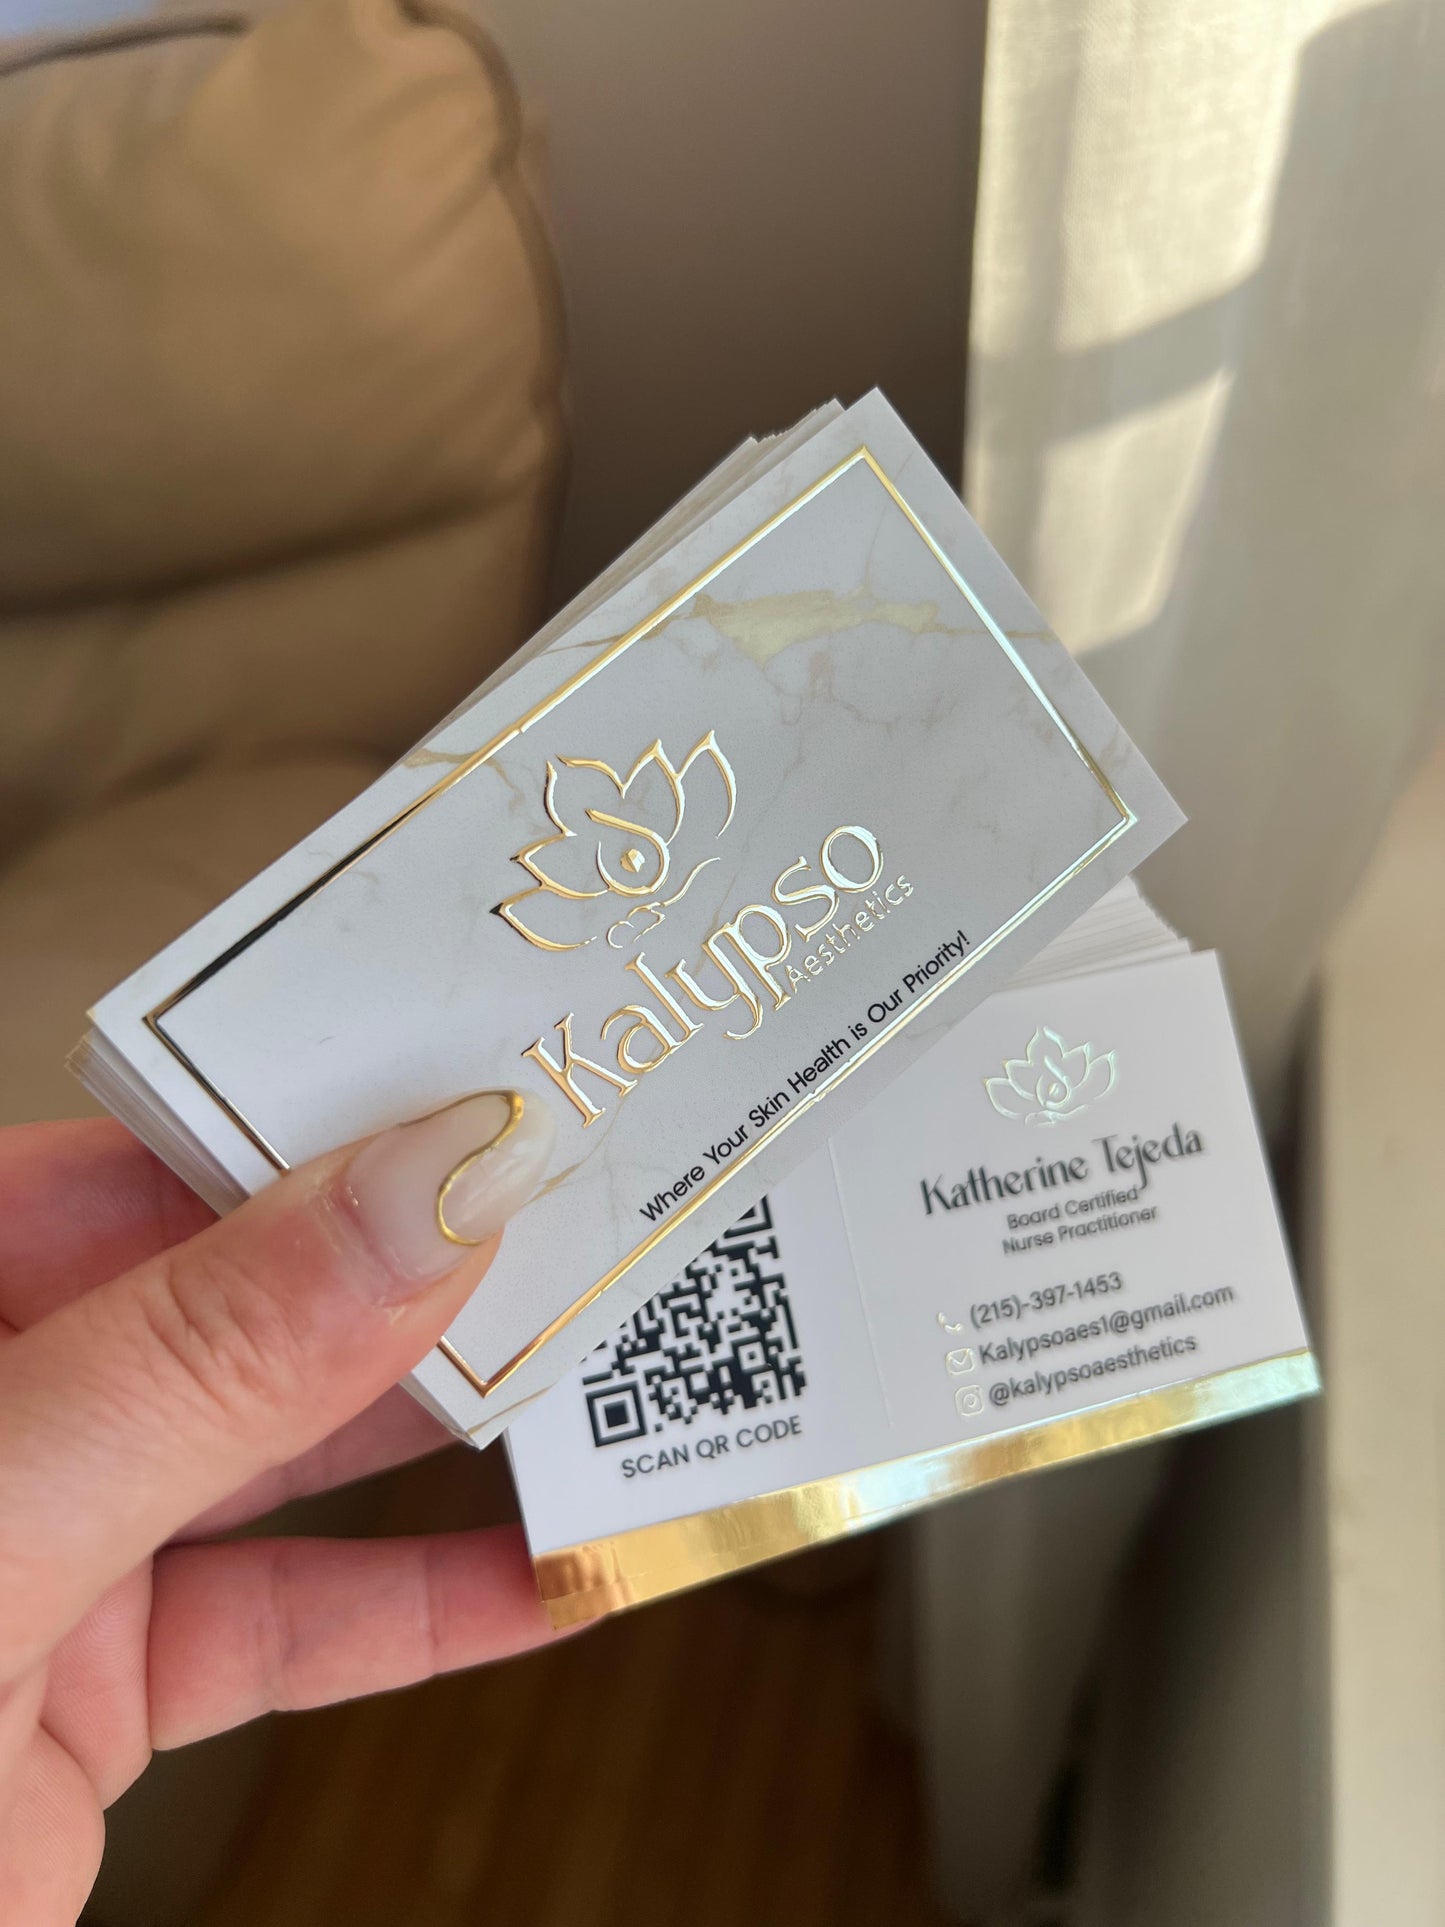 Kalypso
Aesthetics
Where Your Skin Health is Our Priority!
Katherine Tejeda
Board Certified
Nurse Practitioner
(215)-397-1453
Kalypsoaes1@gmail.com
@kalypsoaesthetics
SCAN QR CODE